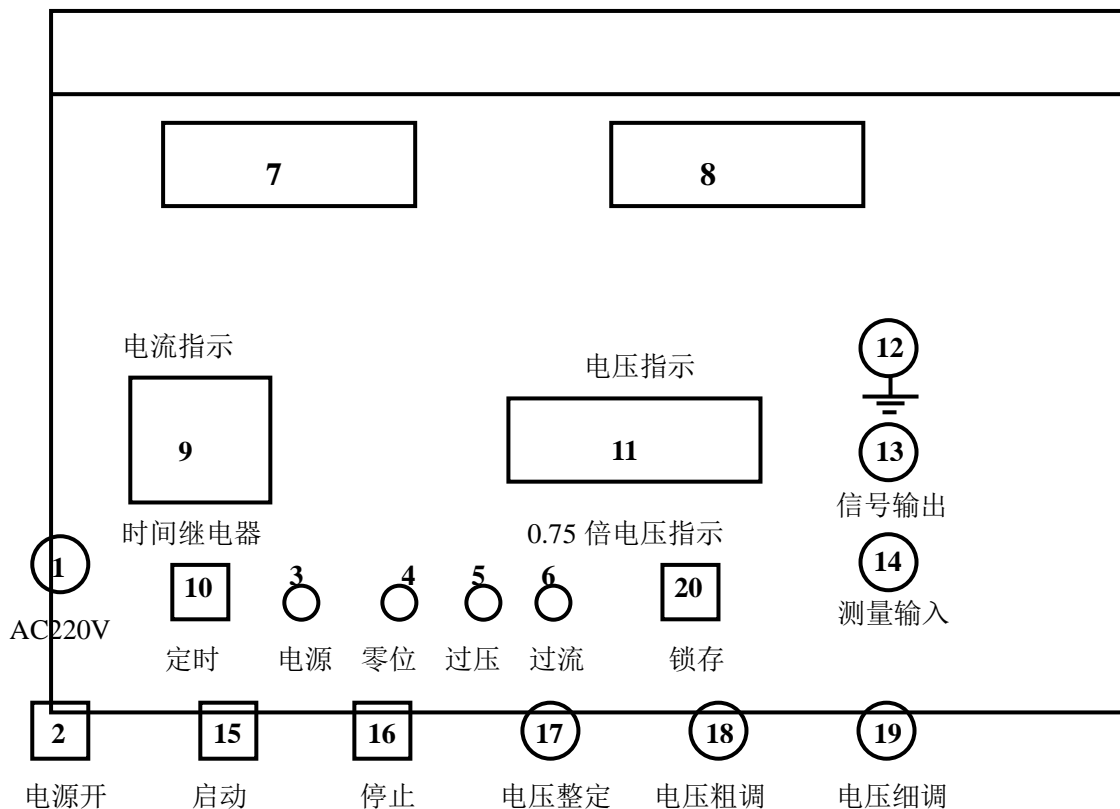 7
8
12
电流指示
电压指示
9
11
13
信号输出
时间继电器
0.75 倍电压指示
1
10
3
4
5
6
20
14
AC220V
测量输入
定时
电源
零位
过压
过流
锁存
2
15
16
17
18
19
电源开
启动
停止
电压整定
电压粗调
电压细调